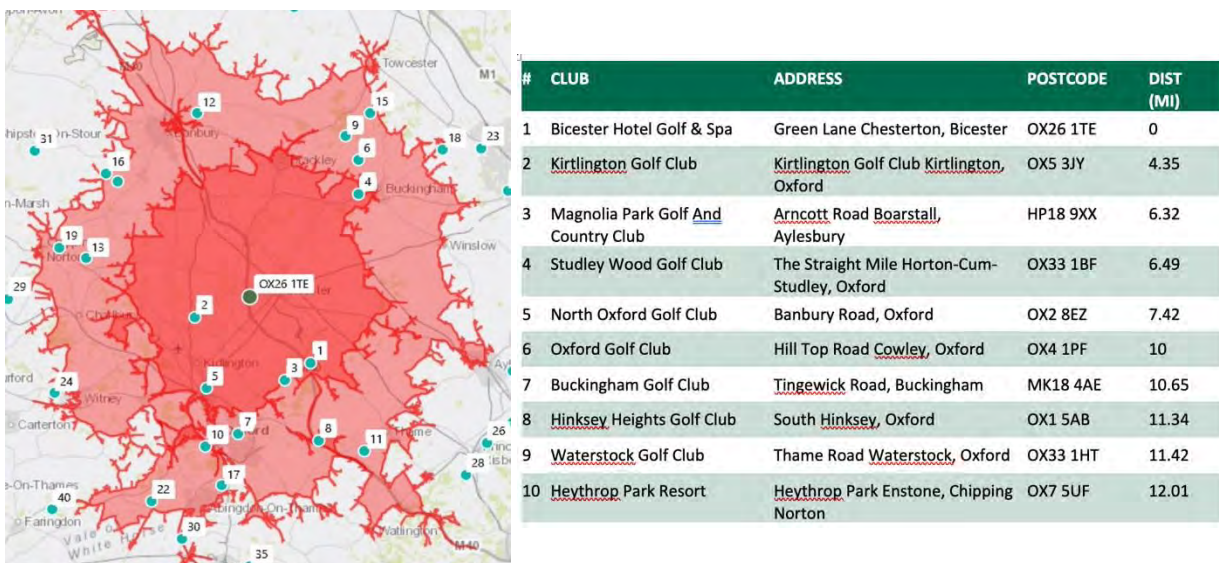 Towcester
M1
12
Banbury
15
9
31
18
23
6
16
Brackley
4
Buckingham
n-Marsh
19
13
Norton
Winslow
29
OX26 1TE
2
Kidlington
1
3
5
24
Witney
Carterton
7
10
8
11
Thame
26
28
17
e-On-Thames
40
22
Abingdon-On-Thames
Faringdon
30
Vale
White Horse
Watlington
M40
35
# CLUB ADDRESS POSTCODE DIST
(MI)
1 Bicester Hotel Golf & Spa Green Lane Chesterton, Bicester OX26 1TE 0
2 Kirtlington Golf Club Kirtlington Golf Club Kirtlington, OX5 3JY 4.35
Oxford
3 Magnolia Park Golf And Arncott Road Boarstall, HP18 9XX 6.32
Country Club Aylesbury
4 Studley Wood Golf Club The Straight Mile Horton-Cum- OX33 1BF 6.49
Studley, Oxford
5 North Oxford Golf Club Banbury Road, Oxford OX2 8EZ 7.42
6 Oxford Golf Club Hill Top Road Cowley, Oxford OX4 1PF 10
7 Buckingham Golf Club Tingewick Road, Buckingham MK18 4AE 10.65
8 Hinksey Heights Golf Club South Hinksey, Oxford OX1 5AB 11.34
9 Waterstock Golf Club Thame Road Waterstock, Oxford OX33 1HT 11.42
10 Heythrop Park Resort Heythrop Park Enstone, Chipping OX7 5UF 12.01
Norton